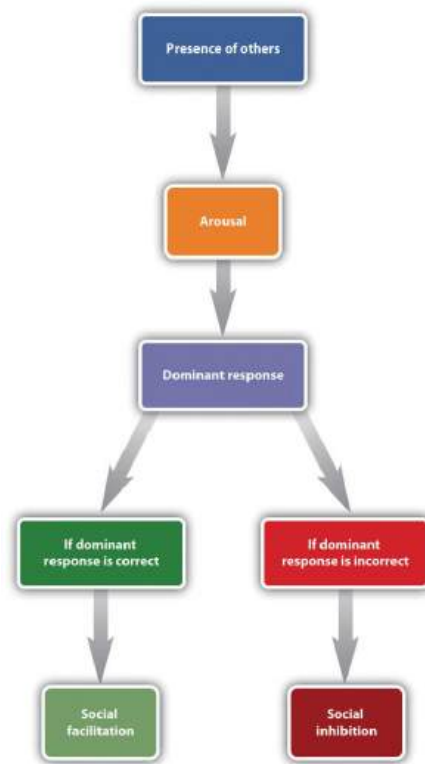 Presence of others
Arousal
Dominant response
If dominant
response is correct
If dominant
response is incorrect
Social
facilitation
Social
inhibition